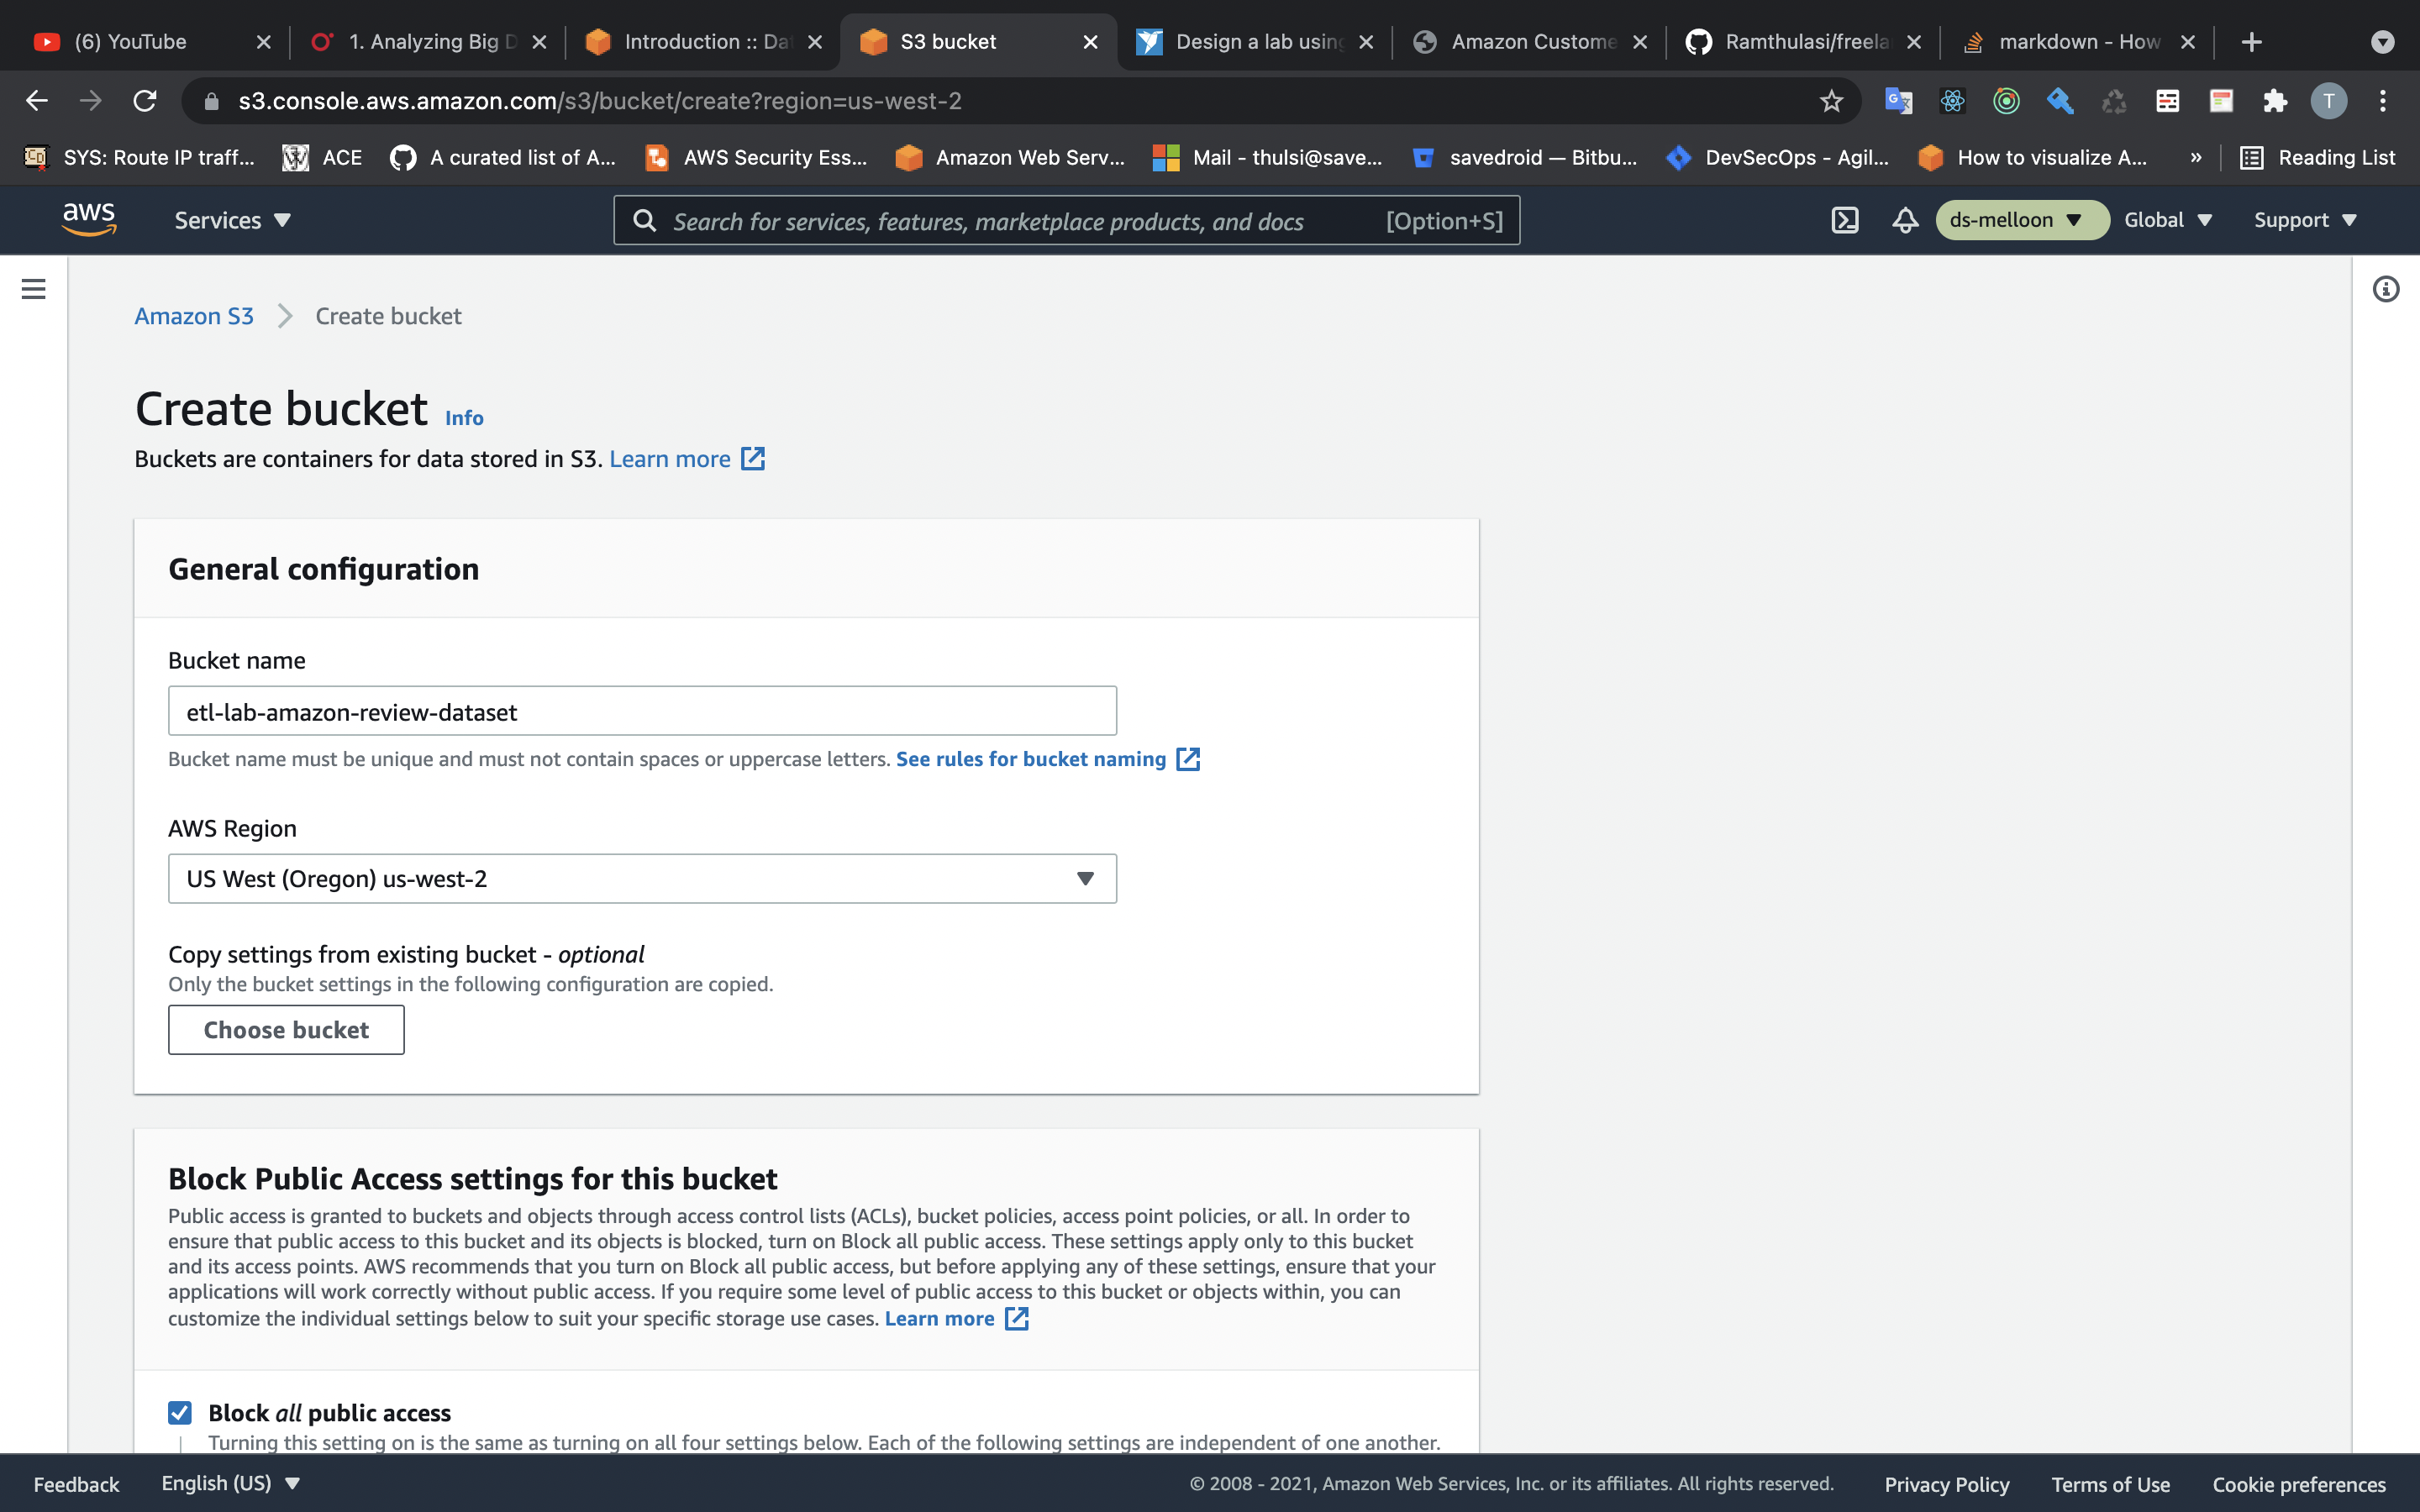 (6) YouTube
1. Analyzing Big D
Introduction :: Da
S3 bucket
Design a lab using
Amazon Custome
Ramthulasi/freela
markdown - How
s3.console.aws.amazon.com/s3/bucket/create?region=us-west-2
T
SYS: Route IP traff...
ACE
A curated list of A...
AWS Security Ess...
Amazon Web Serv...
Mail - thulsi@save...
savedroid — Bitbu...
DevSecOps - Agil...
How to visualize A...
»
Reading List
aws
Services
Search for services, features, marketplace products, and docs
[Option+S]
ds-melloon
Global
Support
Amazon S3
Create bucket
Create bucket Info
Buckets are containers for data stored in S3. Learn more
General configuration
Bucket name
etl-lab-amazon-review-dataset
Bucket name must be unique and must not contain spaces or uppercase letters. See rules for bucket naming
AWS Region
US West (Oregon) us-west-2
Copy settings from existing bucket - optional
Only the bucket settings in the following configuration are copied.
Choose bucket
Block Public Access settings for this bucket
Public access is granted to buckets and objects through access control lists (ACLs), bucket policies, access point policies, or all. In order to
ensure that public access to this bucket and its objects is blocked, turn on Block all public access. These settings apply only to this bucket
and its access points. AWS recommends that you turn on Block all public access, but before applying any of these settings, ensure that your
applications will work correctly without public access. If you require some level of public access to this bucket or objects within, you can
customize the individual settings below to suit your specific storage use cases. Learn more
Block all public access
Turning this setting on is the same as turning on all four settings below. Each of the following settings are independent of one another.
Feedback
English (US)
© 2008 - 2021, Amazon Web Services, Inc. or its affiliates. All rights reserved.
Privacy Policy
Terms of Use
Cookie preferences